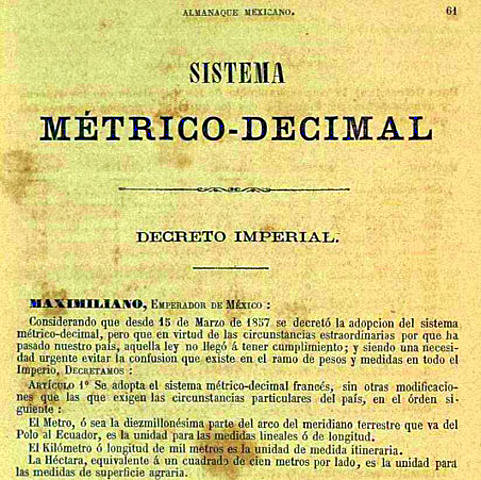 ALMANAQUE MEXICANO. 61
SISTEMA
MÉTRICO-DECIMAL
DECRETO IMPERIAL.
MAXIMILIANO, EMPERADOR DE MÉXICO :
Considerando que desde 15 de Marzo de 1857 se decretó la adopcion del sistema
métrico-decimal, pero que en virtud de las circunstancias estraordinarias por que ha
pasado nuestro país, aquella ley no llegó á tener cumplimiento; y siendo una necesi-
dad urgente evitar la confusion que existe en el ramo de pesos y medidas en todo el
Imperio, DECRETAMOS :
ARTÍCULO 1º Se adopta el sistema métrico-decimal francés, sin otras modificacio-
nes que las que exigen las circunstancias particulares del país, en el órden si-
guiente :
El Metro, ó sea la diezmillonésima parte del arco del meridiano terrestre que va del
Polo al Ecuador, es la unidad para las medidas lineales ó de longitud.
El Kilómetro ó longitud de mil metros es la unidad de medida itineraria.
La Héctara, equivalente á un cuadrado de cien metros por lado, es la unidad para
las medidas de superficie agraria.